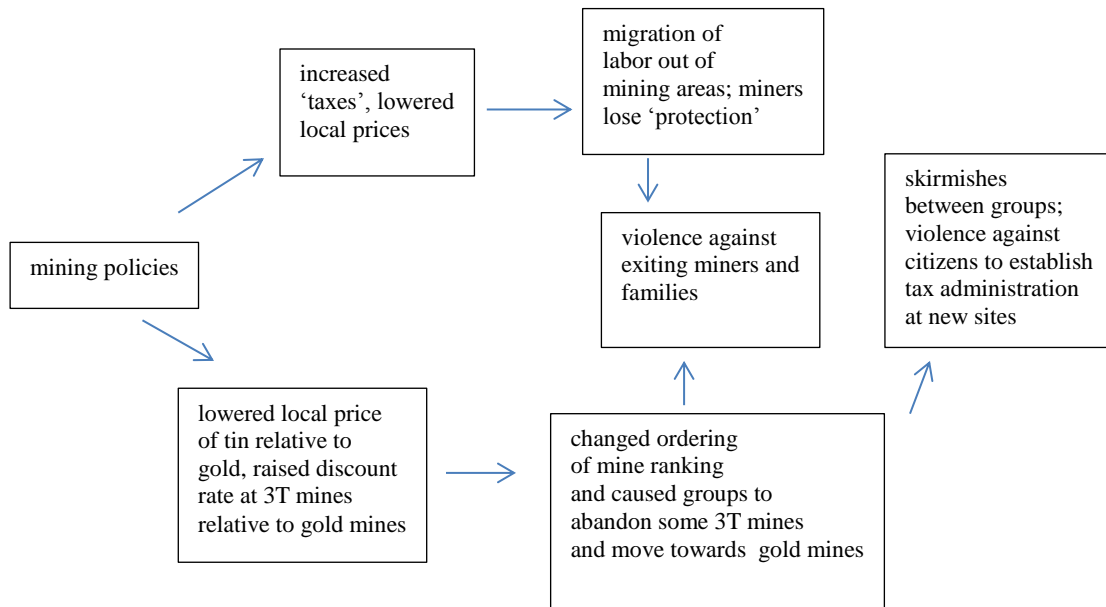 mining policies
increased
‘taxes’, lowered
local prices
migration of
labor out of
mining areas; miners
lose ‘protection’
violence against
exiting miners and
families
lowered local price
of tin relative to
gold, raised discount
rate at 3T mines
relative to gold mines
changed ordering
of mine ranking
and caused groups to
abandon some 3T mines
and move towards  gold mines
skirmishes
between groups;
violence against
citizens to establish
tax administration
at new sites